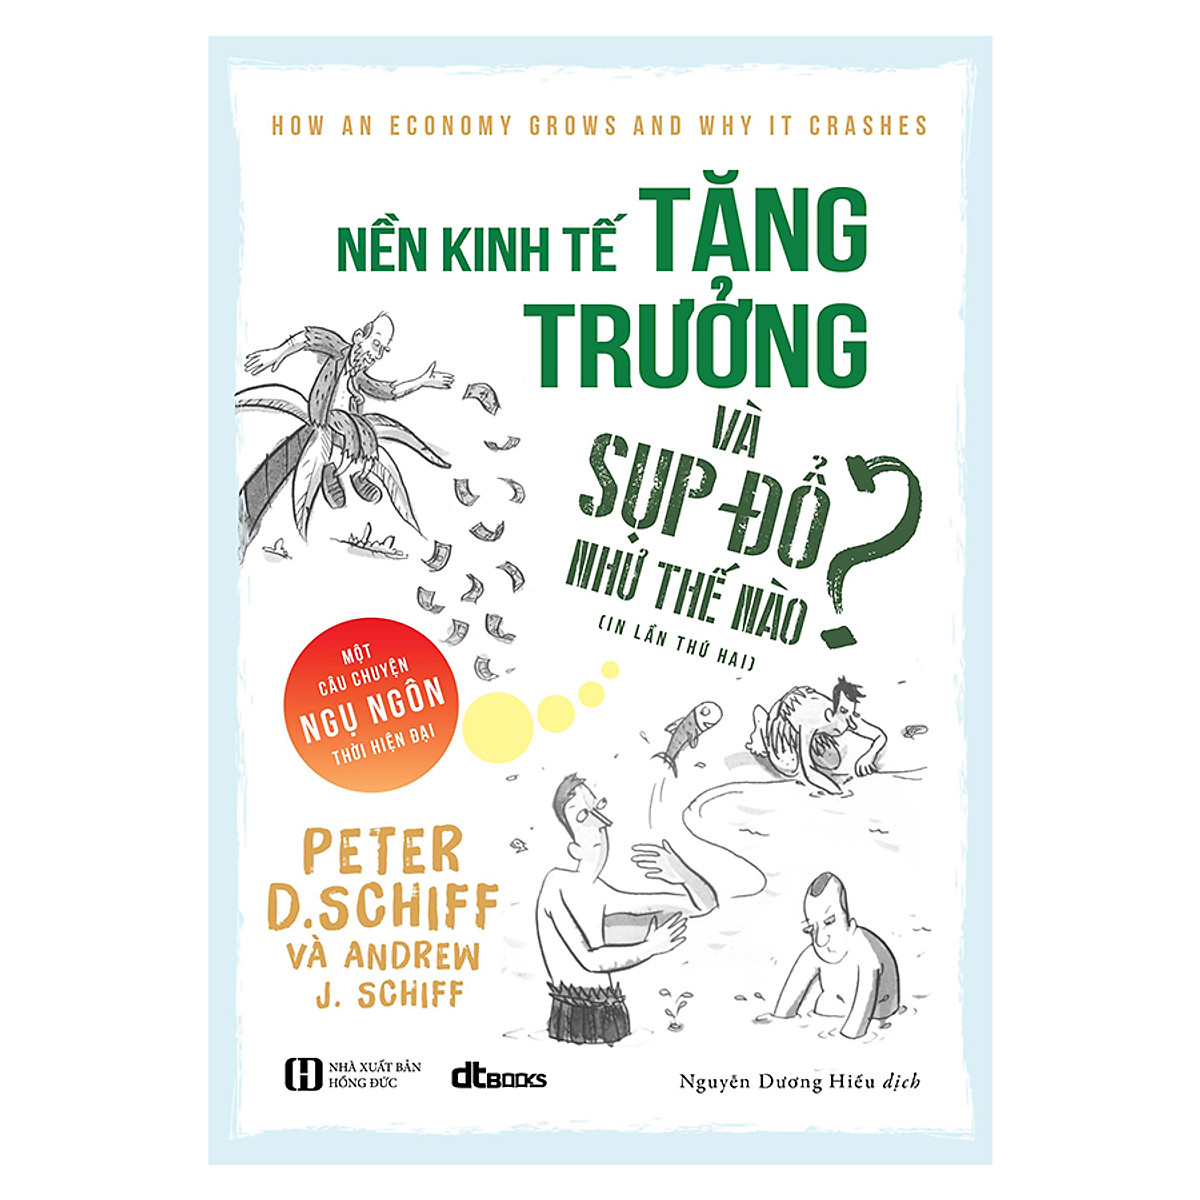 HOW AN ECONOMY GROWS AND WHY IT CRASHES
NỀN KINH TẾ TĂNG
TRƯỞNG
VÀ
SỤP ĐỔ?
NHƯ THẾ NÀO
(IN LẦN THỨ HAI)
MỘT
CÂU CHUYỆN
NGỤ NGÔN
THỜI HIỆN ĐẠI
PETER
D. SCHIFF
VÀ ANDREW
J. SCHIFF
NHÀ XUẤT BẢN
HỒNG ĐỨC
dtBOOKS
Nguyễn Dương Hiếu dịch